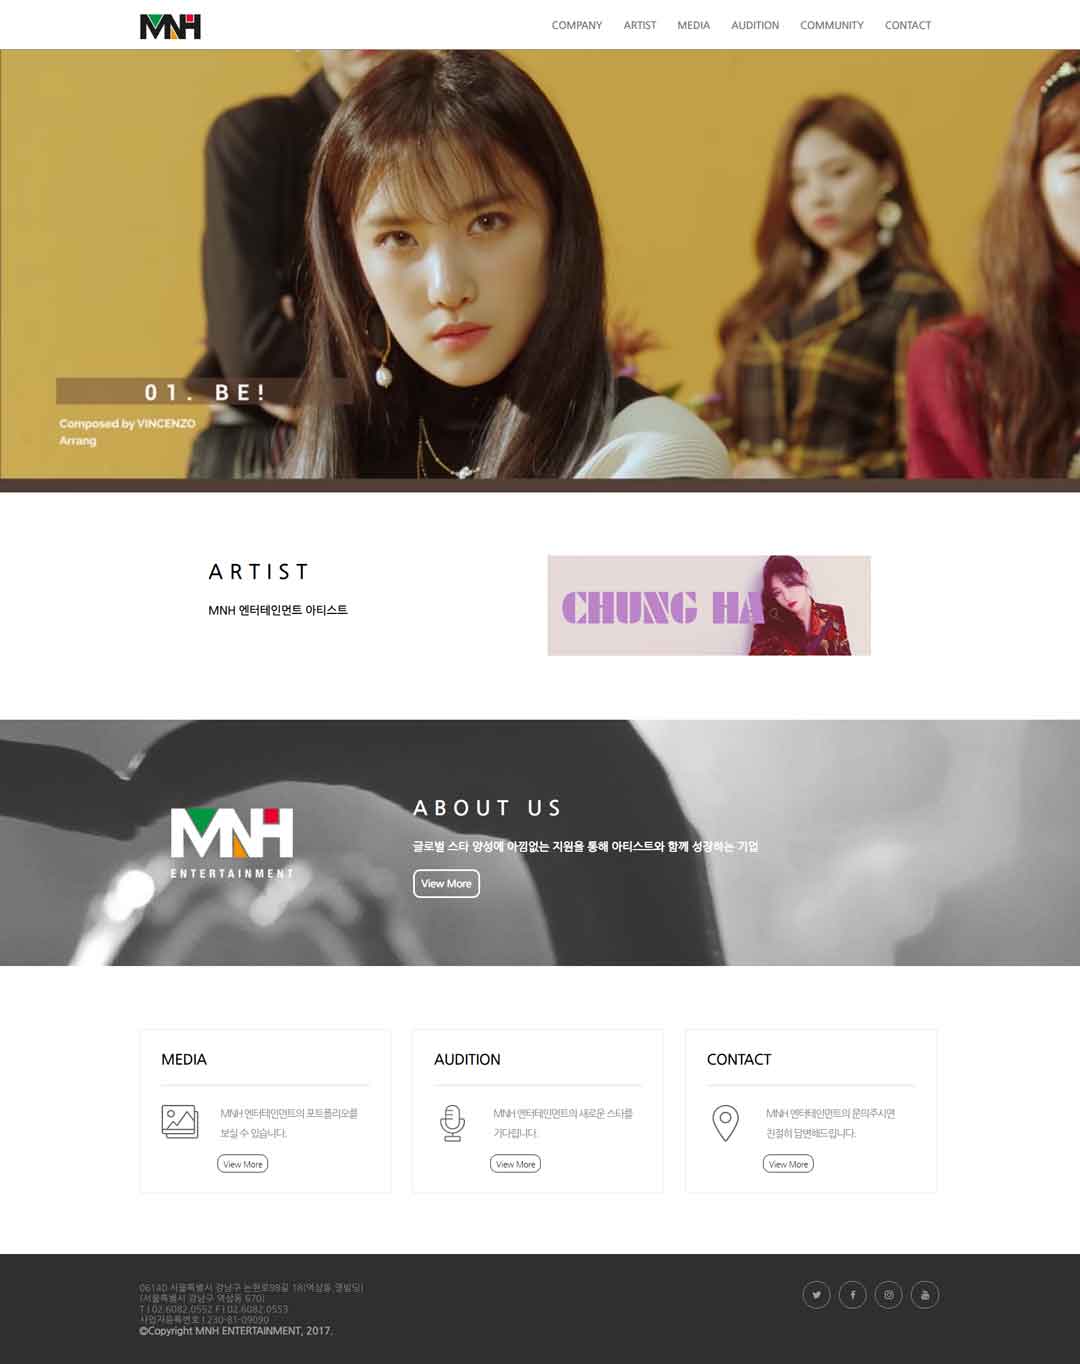 MNH
COMPANY ARTIST MEDIA AUDITION COMMUNITY CONTACT
01. BE!
Composed by VINCENZO
Arrang
ARTIST
MNH 엔터테인먼트 아티스트
CHUNG HA
MNH
ENTERTAINMENT
ABOUT US
글로벌 스타 양성에 아낌없는 지원을 통해 아티스트와 함께 성장하는 기업
View More
MEDIA
MNH 엔터테인먼트의 포트폴리오를
보실 수 있습니다.
View More
AUDITION
MNH 엔터테인먼트의 새로운 스타를
기다립니다.
View More
CONTACT
MNH 엔터테인먼트의 문의주시면
친절히 답변해드립니다.
View More
06140 서울특별시 강남구 논현로98길 18(역삼동,
(서울특별시 강남구 역삼동 670)
T I 02.6082.0552 F I 02.6082.0553
사업자등록번호 I 230-81-09090
©Copyright MNH ENTERTAINMENT, 2017.